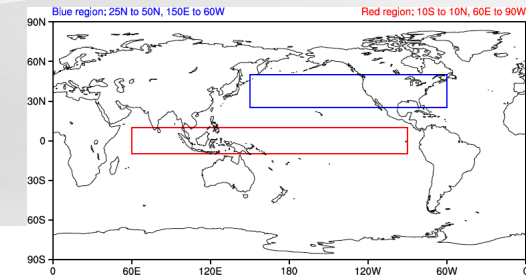 Blue region; 25N to 50N, 150E to 60W
Red region; 10S to 10N, 60E to 90W
90N
60N
30N
0
30S
60S
90S
0 60E 120E 180 120W 60W 0